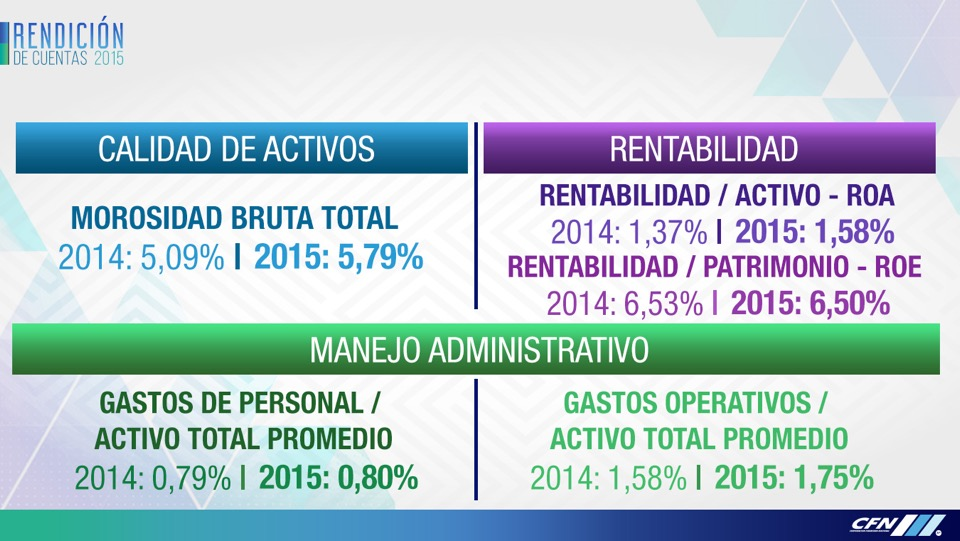 RENDICIÓN
DE CUENTAS 2015
CALIDAD DE ACTIVOS
MOROSIDAD BRUTA TOTAL
2014: 5,09% | 2015: 5,79%
RENTABILIDAD
RENTABILIDAD / ACTIVO - ROA
2014: 1,37% | 2015: 1,58%
RENTABILIDAD / PATRIMONIO - ROE
2014: 6,53% | 2015: 6,50%
MANEJO ADMINISTRATIVO
GASTOS DE PERSONAL /
ACTIVO TOTAL PROMEDIO
2014: 0,79% | 2015: 0,80%
GASTOS OPERATIVOS /
ACTIVO TOTAL PROMEDIO
2014: 1,58% | 2015: 1,75%
CFN